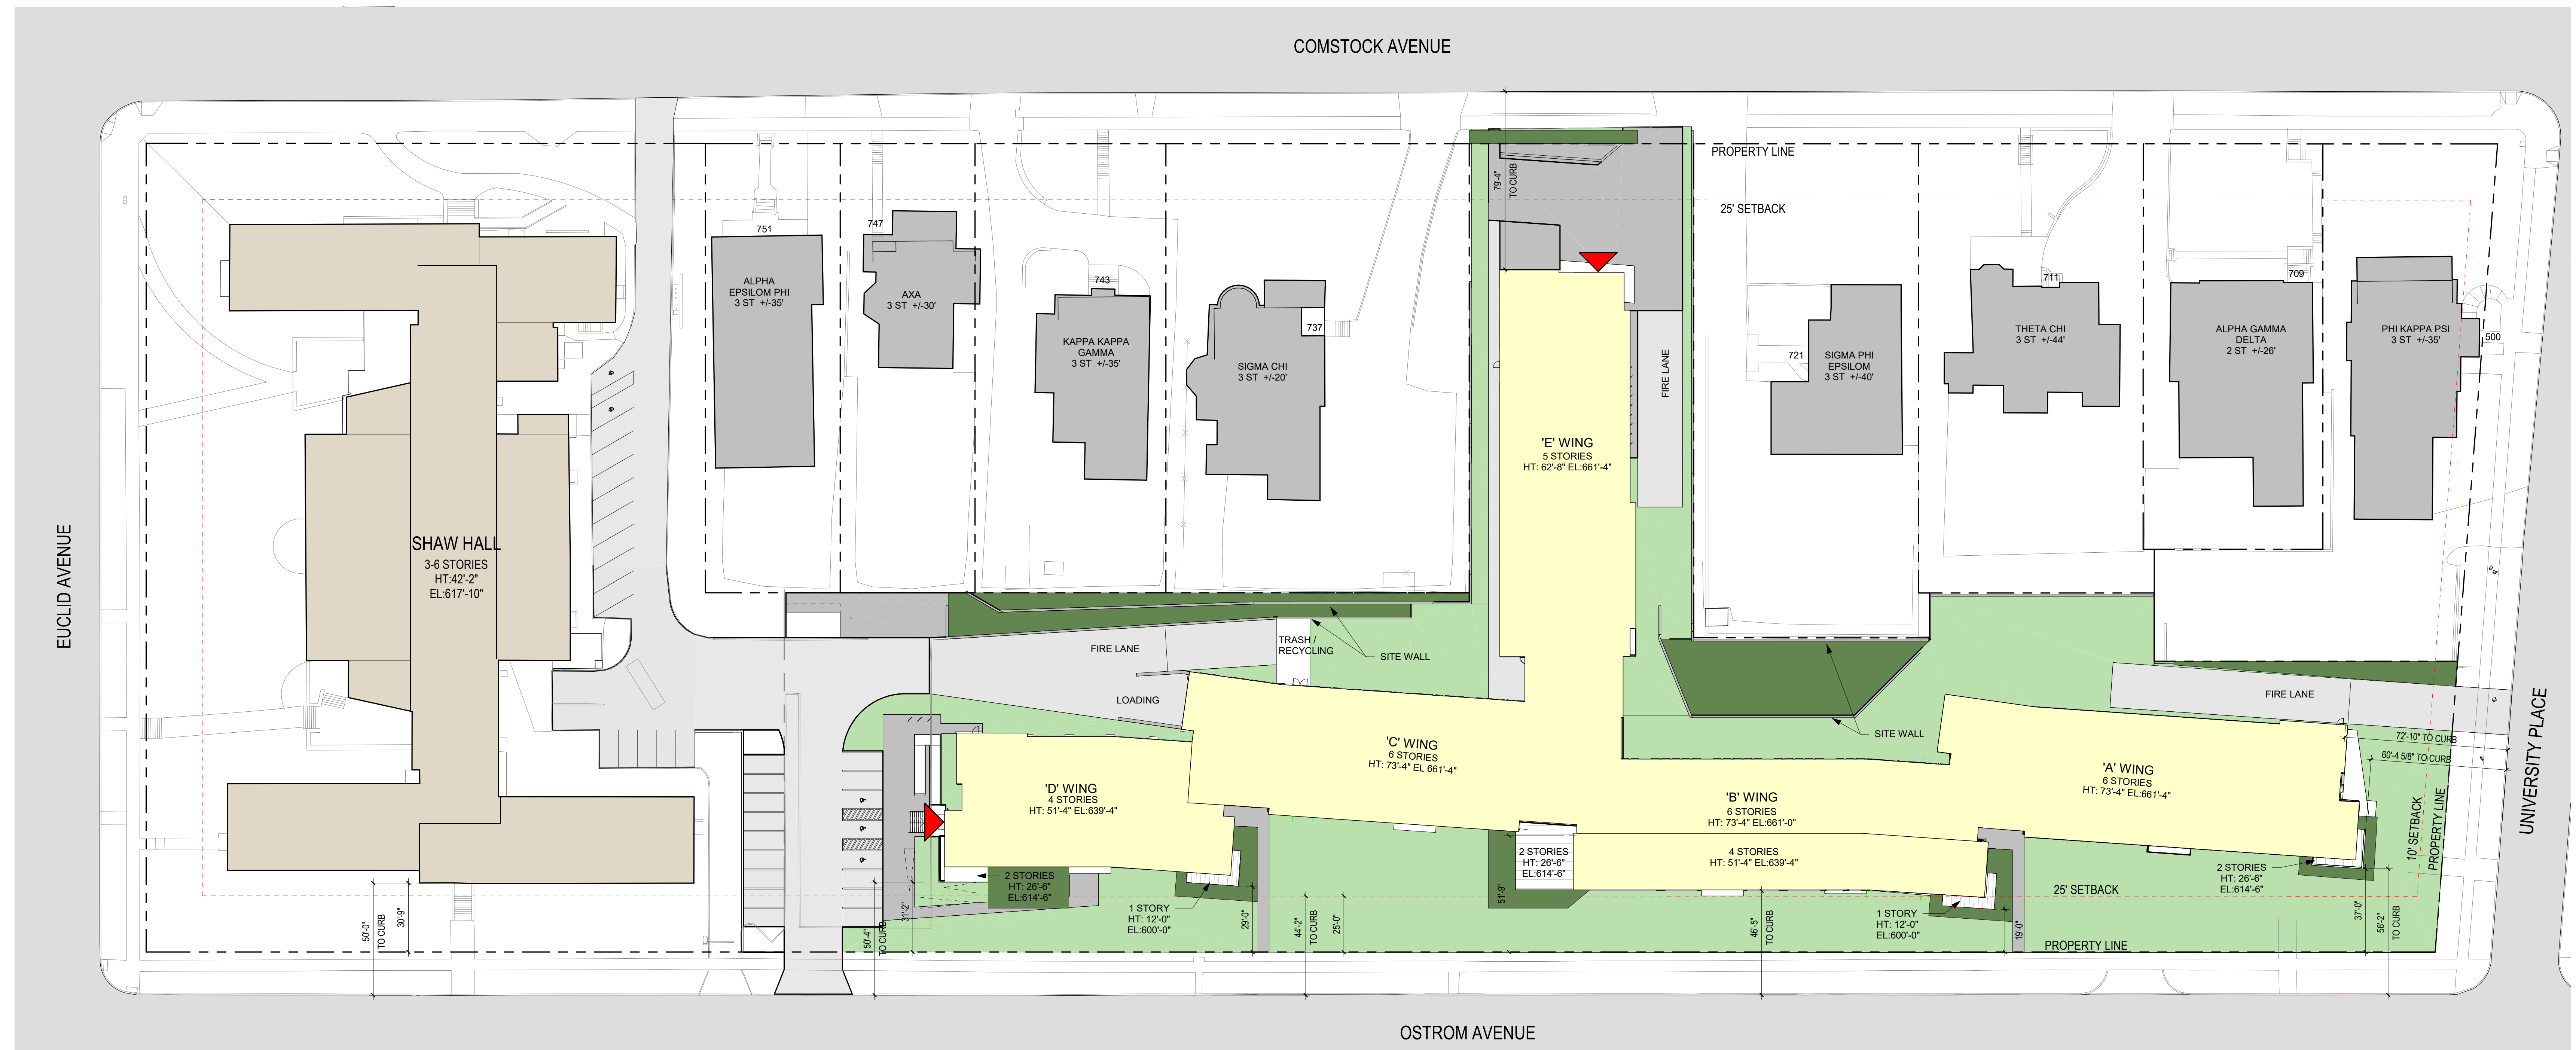 COMSTOCK AVENUE
PROPERTY LINE
79'-4"
TO CURB
25' SETBACK
751
747
743
737
721
711
709
500
ALPHA
EPSILOM PHI
3 ST +/-35'
AXA
3 ST +/-30'
KAPPA KAPPA
GAMMA
3 ST +/-35'
SIGMA CHI
3 ST +/-20'
FIRE LANE
SIGMA PHI
EPSILOM
3 ST +/-40'
THETA CHI
3 ST +/-44'
ALPHA GAMMA
DELTA
2 ST +/-26'
PHI KAPPA PSI
3 ST +/-35'
'E' WING
5 STORIES
HT: 62'-8" EL:661'-4"
EUCLID AVENUE
SHAW HALL
3-6 STORIES
HT:42'-2"
EL:617'-10"
FIRE LANE
TRASH /
RECYCLING
SITE WALL
LOADING
SITE WALL
FIRE LANE
72'-10" TO CURB
60'-4 5/8" TO CURB
UNIVERSITY PLACE
'C' WING
6 STORIES
HT: 73'-4" EL 661'-4"
'D' WING
4 STORIES
HT: 51'-4" EL:639'-4"
'B' WING
6 STORIES
HT: 73'-4" EL:661'-0"
'A' WING
6 STORIES
HT: 73'-4" EL:661'-4"
10' SETBACK
PROPERTY LINE
2 STORIES
HT: 26'-6"
EL:614'-6"
4 STORIES
HT: 51'-4" EL:639'-4"
2 STORIES
HT: 26'-6"
EL:614'-6"
2 STORIES
HT: 26'-6"
EL:614'-6"
25' SETBACK
1 STORY
HT: 12'-0"
EL:600'-0"
1 STORY
HT: 12'-0"
EL:600'-0"
50'-0"
TO CURB
30'-9"
50'-4"
TO CURB
31'-2"
29'-0"
44'-2"
TO CURB
25'-0"
51'-9"
46'-5"
TO CURB
19'-0"
37'-0"
56'-2"
TO CURB
PROPERTY LINE
OSTROM AVENUE